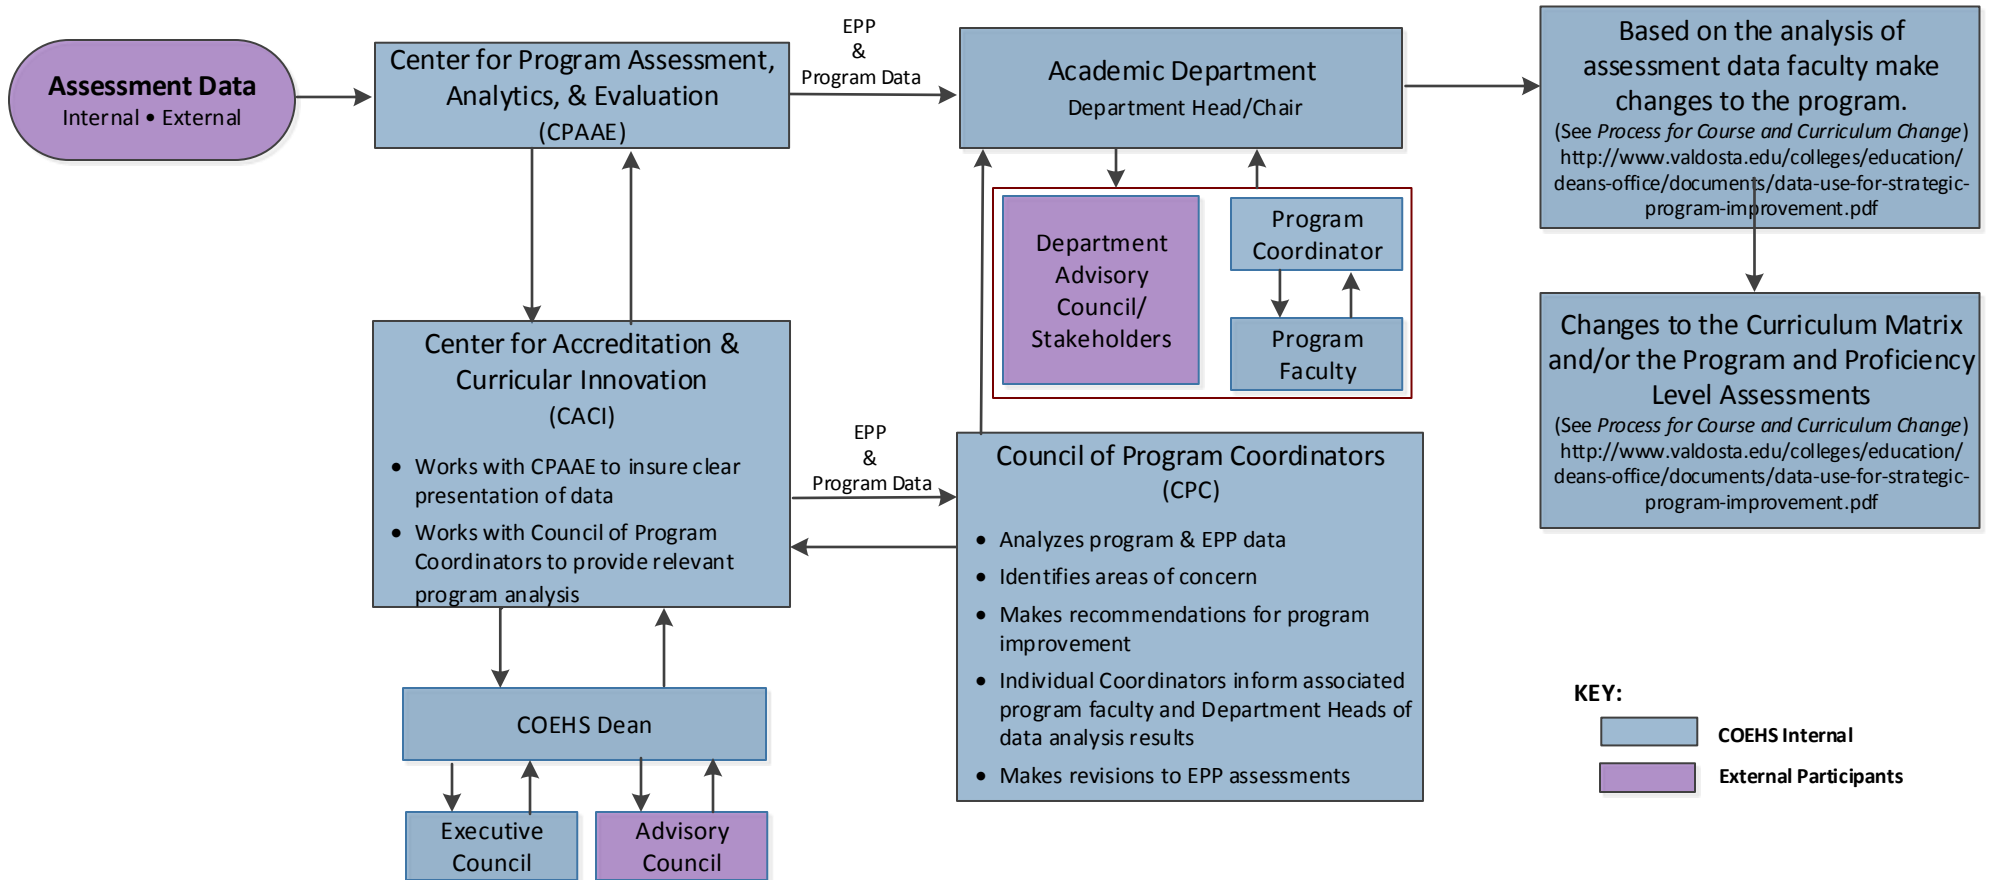 Assessment Data
Internal • External
Center for Program Assessment,
Analytics, & Evaluation
(CPAAE)
EPP
&
Program Data
Academic Department
Department Head/Chair
Based on the analysis of
assessment data faculty make
changes to the program.
(See Process for Course and Curriculum Change)
http://www.valdosta.edu/colleges/education/
deans-office/documents/data-use-for-strategic-
program-improvement.pdf
Department
Advisory
Council/
Stakeholders
Program
Coordinator
Program
Faculty
Changes to the Curriculum Matrix
and/or the Program and Proficiency
Level Assessments
(See Process for Course and Curriculum Change)
http://www.valdosta.edu/colleges/education/
deans-office/documents/data-use-for-strategic-
program-improvement.pdf
Center for Accreditation &
Curricular Innovation
(CACI)
• Works with CPAAE to insure clear
presentation of data
• Works with Council of Program
Coordinators to provide relevant
program analysis
EPP
&
Program Data
Council of Program Coordinators
(CPC)
• Analyzes program & EPP data
• Identifies areas of concern
• Makes recommendations for program
improvement
• Individual Coordinators inform associated
program faculty and Department Heads of
data analysis results
• Makes revisions to EPP assessments
COEHS Dean
Executive
Council
Advisory
Council
KEY:
COEHS Internal
External Participants